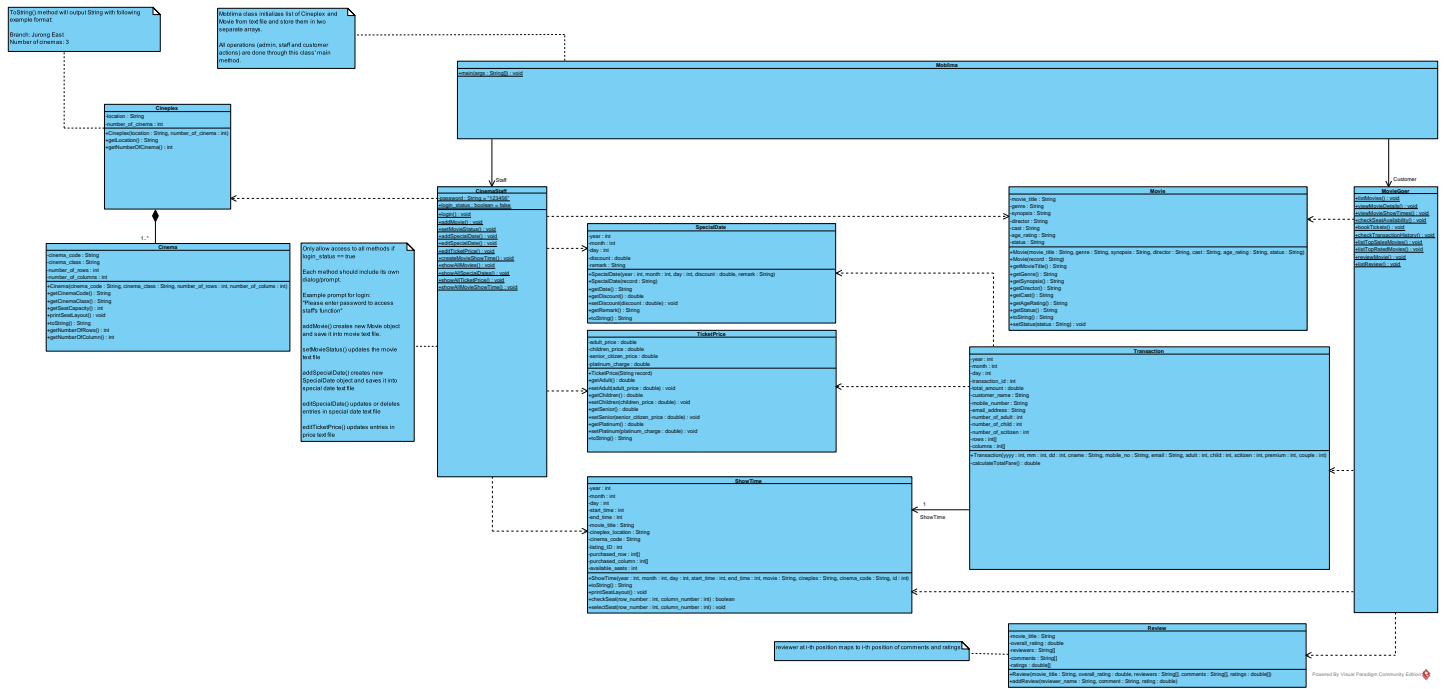 ToString() method will output String with following
example format:
Branch: Jurong East
Number of cinemas: 3
Moblima class initializes list of Cineplex and
Movie from text file and store them in two
separate arrays.
All operations (admin, staff and customer
actions) are done through this class' main
method.
Moblima
+main(args : String[]) : void
Cineplex
-location : String
-number_of_cinema : int
+Cineplex(location : String, number_of_cinema : int)
+getLocation() : String
+getNumberOfCinema() : int
1..*
Cinema
-cinema_code : String
-cinema_class : String
-number_of_rows : int
-number_of_columns : int
+Cinema(cinema_code : String, cinema_class : String, number_of_rows : int, number_of_colums : int)
+getCinemaCode() : String
+getCinemaClass() : String
+getSeatCapacity() : int
+printSeatLayout() : void
+toString() : String
+getNumberOfRows() : int
+getNumberOfColumn() : int
Only allow access to all methods if
login_status == true
Each method should include its own
dialog/prompt.
Example prompt for login:
"Please enter password to access
staff's function"
addMovie() creates new Movie object
and save it into movie text file.
setMovieStatus() updates the movie
text file
addSpecialDate() creates new
SpecialDate object and saves it into
special date text file
editSpecialDate() updates or deletes
entries in special date text file
editTicketPrice() updates entries in
price text file
Staff
CinemaStaff
-password : String = "123456"
+login_status : boolean = false
+login() : void
+addMovie() : void
+setMovieStatus() : void
+addSpecialDate() : void
+editSpecialDate() : void
+editTicketPrice() : void
+createMovieShowTime() : void
+showAllMovies() : void
+showAllSpecialDates() : void
+showAllTicketPrice() : void
+showAllMovieShowTime() : void
SpecialDate
-year : int
-month : int
-day : int
-discount : double
-remark : String
+SpecialDate(year : int, month : int, day : int, discount : double, remark : String)
+SpecialDate(record : String)
+getDate() : String
+getDiscount() : double
+setDiscount(discount : double) : void
+getRemark() : String
+toString() : String
TicketPrice
-adult_price : double
-children_price : double
-senior_citizen_price : double
-platinum_charge : double
+TicketPrice(String record)
+getAdult() : double
+setAdult(adult_price : double) : void
+getChildren() : double
+setChildren(children_price : double) : void
+getSenior() : double
+setSenior(senior_citizen_price : double) : void
+getPlatinum() : double
+setPlatinum(platinum_charge : double) : void
+toString() : String
ShowTime
-year : int
-month : int
-day : int
-start_time : int
-end_time : int
-movie_title : String
-cineplex_location : String
-cinema_code : String
-listing_ID : int
-purchased_row : int[]
-purchased_column : int[]
-available_seats : int
+ShowTime(year : int, month : int, day : int, start_time : int, end_time : int, movie : String, cineplex : String, cinema_code : String, id : int)
+toString() : String
+printSeatLayout() : void
+checkSeat(row_number : int, column_number : int) : boolean
+selectSeat(row_number : int, column_number : int) : void
Movie
-movie_title : String
-genre : String
-synopsis : String
-director : String
-cast : String
-age_rating : String
-status : String
+Movie(movie_title : String, genre : String, synopsis : String, director : String, cast : String, age_rating : String, status : String)
+Movie(record : String)
+getMovieTitle() : String
+getGenre() : String
+getSynopsis() : String
+getDirector() : String
+getCast() : String
+getAgeRating() : String
+getStatus() : String
+toString() : String
+setStatus(status : String) : void
Customer
MovieGoer
+listMovies() : void
+viewMovieDetails() : void
+viewMovieShowTimes() : void
+checkSeatAvailability() : void
+bookTickets() : void
+checkTransactionHistory() : void
+listTopSalesMovies() : void
+listTopRatedMovies() : void
+reviewMovie() : void
+listReview() : void
Transaction
-year : int
-month : int
-day : int
-transaction_id : int
-total_amount : double
-customer_name : String
-mobile_number : String
-email_address : String
-number_of_adult : int
-number_of_child : int
-number_of_scitizen : int
-rows : int[]
-columns : int[]
+Transaction(yyyy : int, mm : int, dd : int, cname : String, mobile_no : String, email : String, adult : int, child : int, scitizen : int, premium : int, couple : int)
-calculateTotalFare() : double
1
ShowTime
Review
-movie_title : String
-overall_rating : double
-reviewers : String[]
-comments : String[]
-ratings : double[]
+Review(movie_title : String, overall_rating : double, reviewers : String[], comments : String[], ratings : double[])
+addReview(reviewer_name : String, comment : String, rating : double)
reviewer at i-th position maps to i-th position of comments and ratings
Powered By Visual Paradigm Community Edition